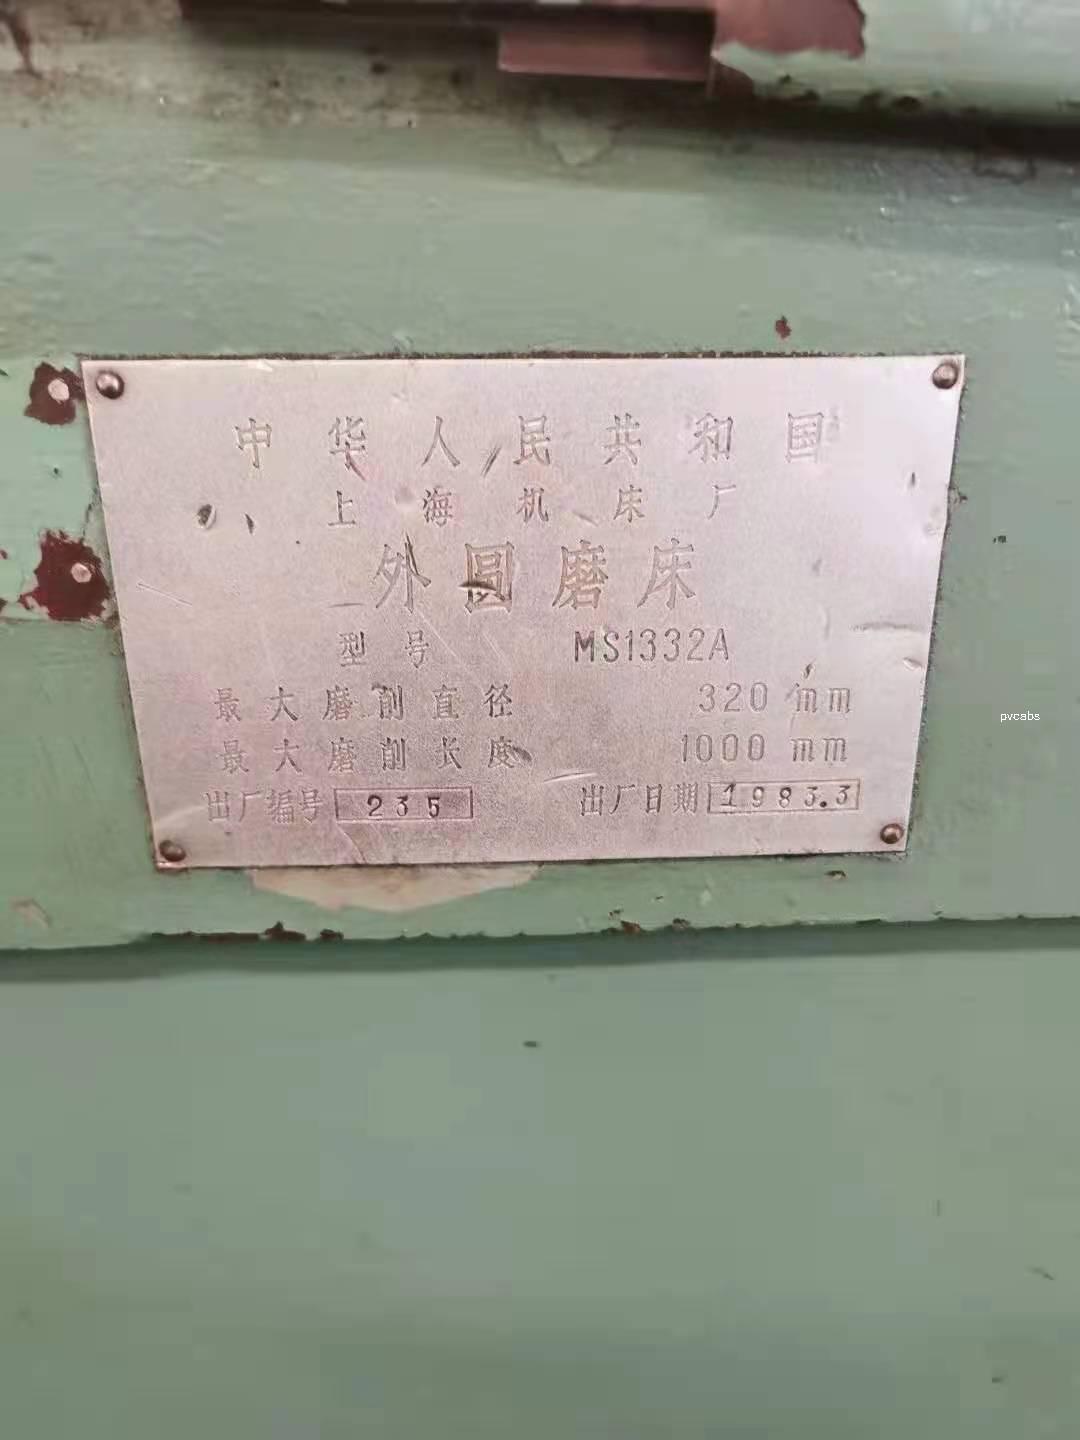 中华人民共和国
上海机床厂
外圆磨床
型号 MS1332A
最大磨削直径 320 mm
最大磨削长度 1000 mm
出厂编号 235 出厂日期 1983.3
pvcabs